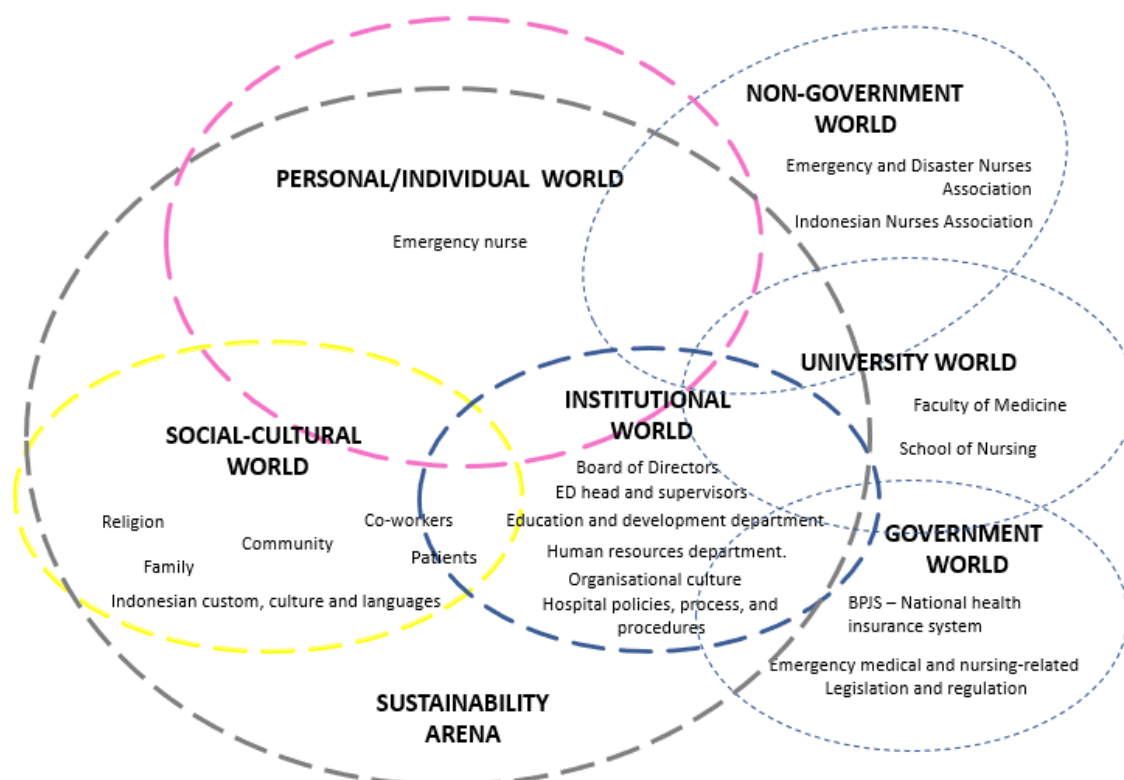 NON-GOVERNMENT
WORLD
Emergency and Disaster Nurses
Association
Indonesian Nurses Association
PERSONAL/INDIVIDUAL WORLD
Emergency nurse
UNIVERSITY WORLD
Faculty of Medicine
School of Nursing
INSTITUTIONAL
WORLD
Board of Directors
ED head and supervisors
Education and development department
Human resources department.
Organisational culture
Hospital policies, process, and
procedures
SOCIAL-CULTURAL
WORLD
Religion
Co-workers
Community
Patients
Family
Indonesian custom, culture and languages
GOVERNMENT
WORLD
BPJS – National health
insurance system
Emergency medical and nursing-related
Legislation and regulation
SUSTAINABILITY
ARENA